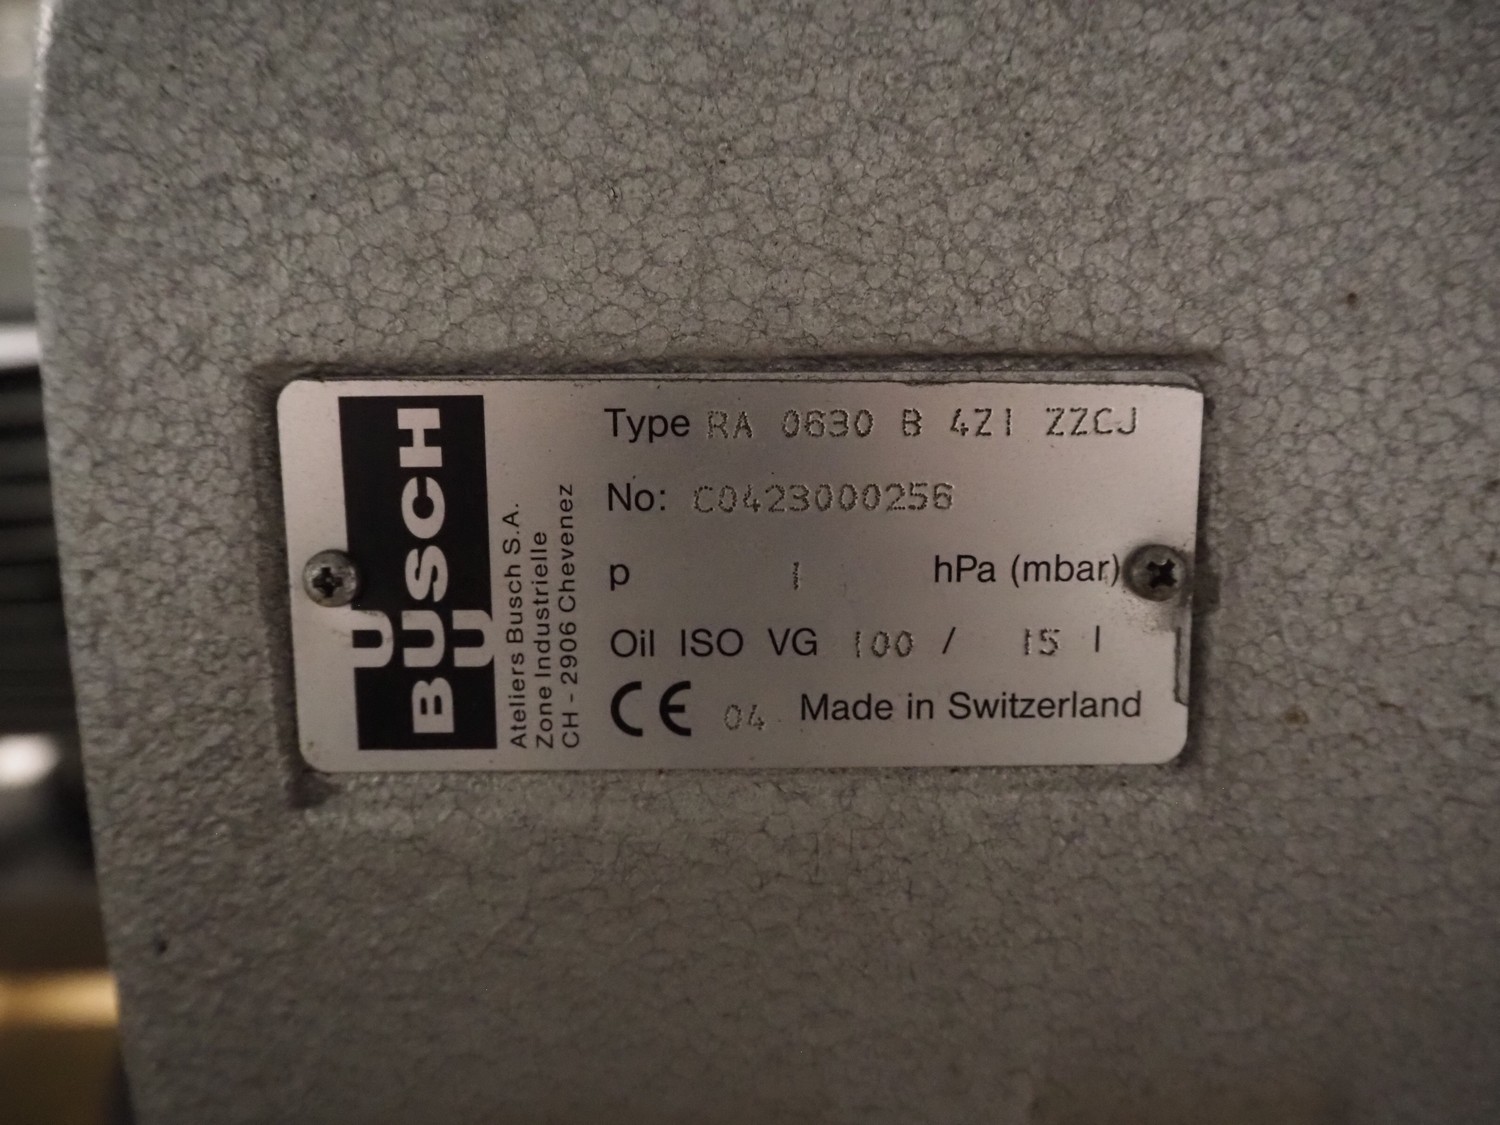 BUSCH
U
U
Ateliers Busch S.A.
Zone Industrielle
CH - 2906 Chevenez
Type RA 0630 B 4Z1 ZZCJ
No: C0423000256
p 1 hPa (mbar)
Oil ISO VG 100 / 15 l
CE 04 Made in Switzerland